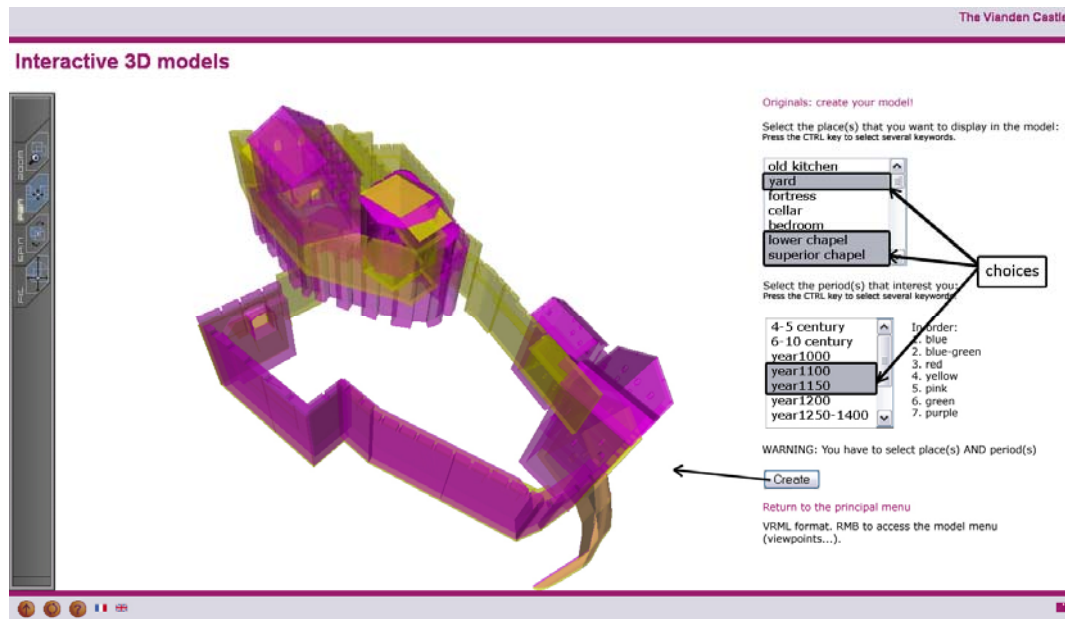 The Vianden Castle
Interactive 3D models
ZOOM
PAN
SPIN
FIT
Originals: create your model!
Select the place(s) that you want to display in the model:
Press the CTRL key to select several keywords.
old kitchen
yard
fortress
cellar
bedroom
lower chapel
superior chapel
choices
Select the period(s) that interest you:
Press the CTRL key to select several keywords.
4-5 century
6-10 century
year1000
year1100
year1150
year1200
year1250-1400
In order:
1. blue
2. blue-green
3. red
4. yellow
5. pink
6. green
7. purple
WARNING: You have to select place(s) AND period(s)
Create
Return to the principal menu
VRML format. RMB to access the model menu
(viewpoints...).
?